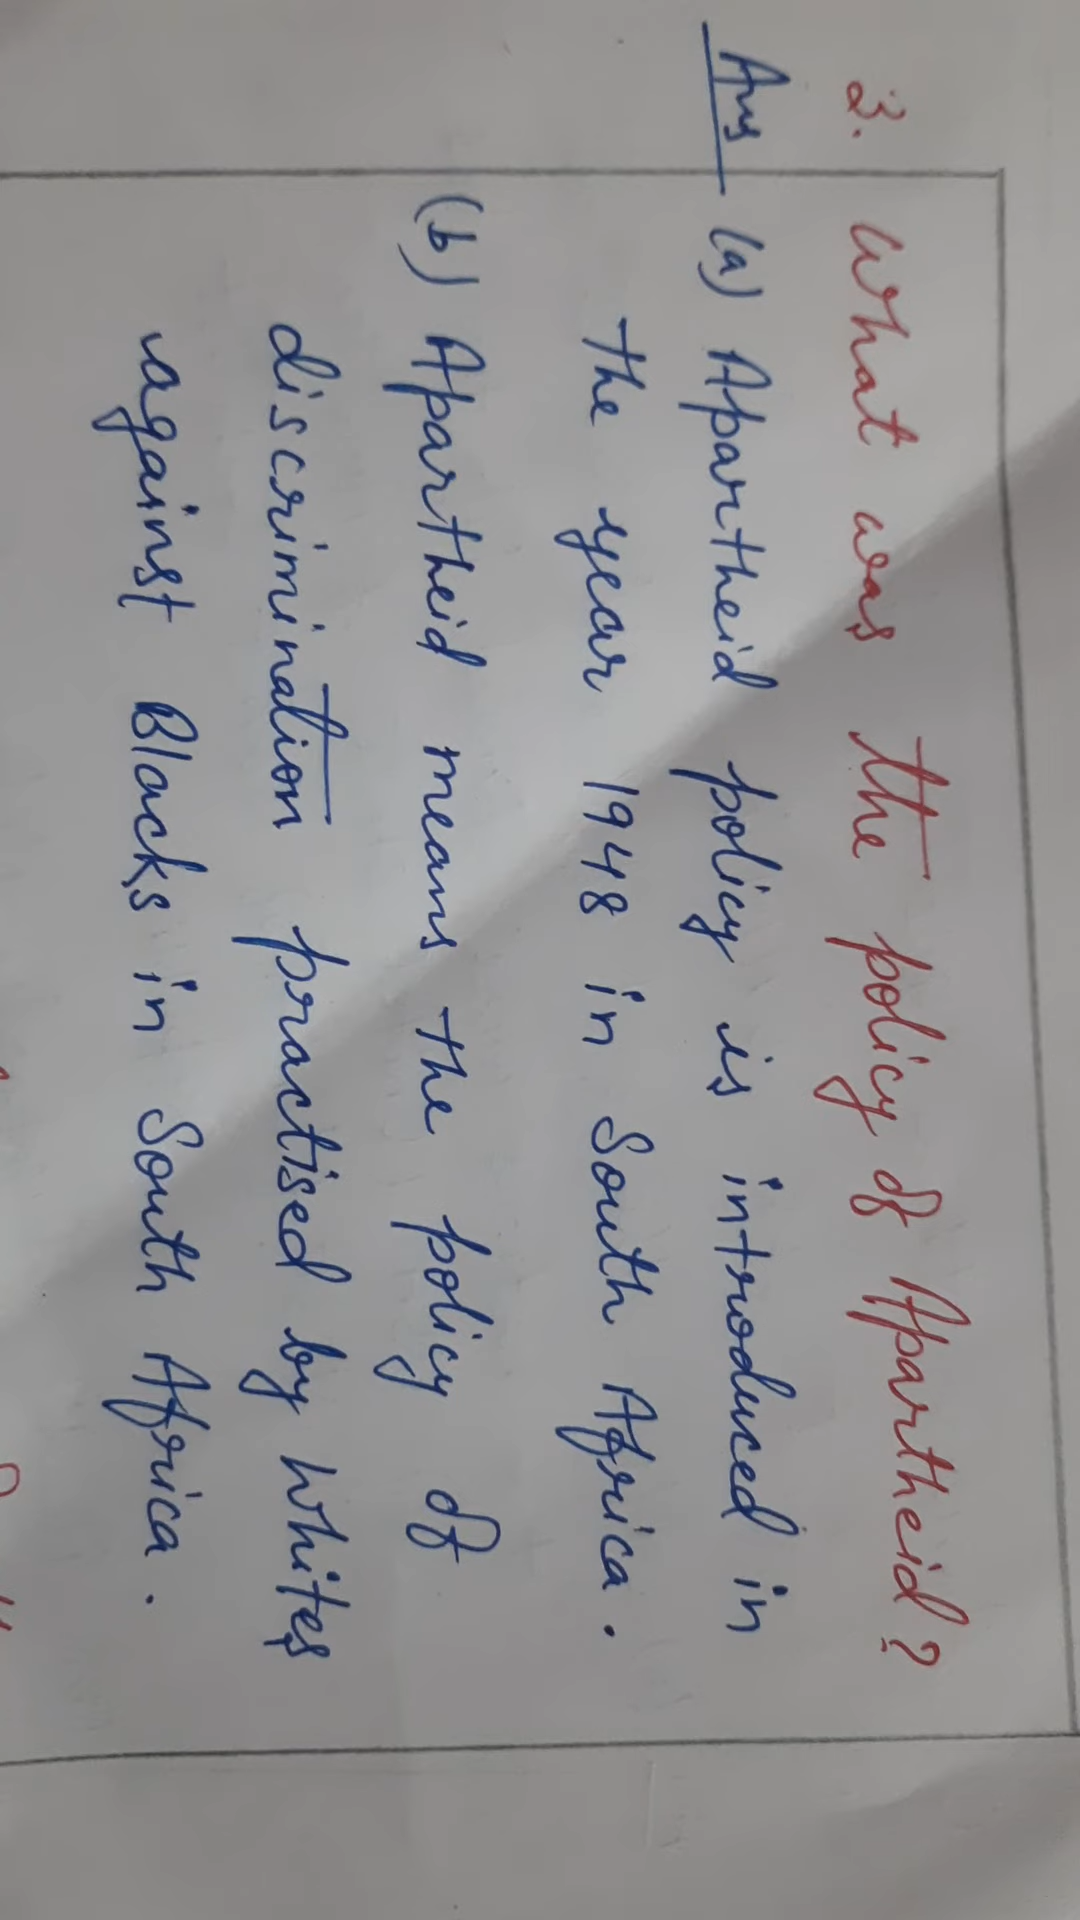 3. What was the policy of Apartheid?
Ans (a) Apartheid policy is introduced in
the year 1948 in South Africa.
(b) Apartheid means the policy of
discrimination practised by whites
against Blacks in South Africa.